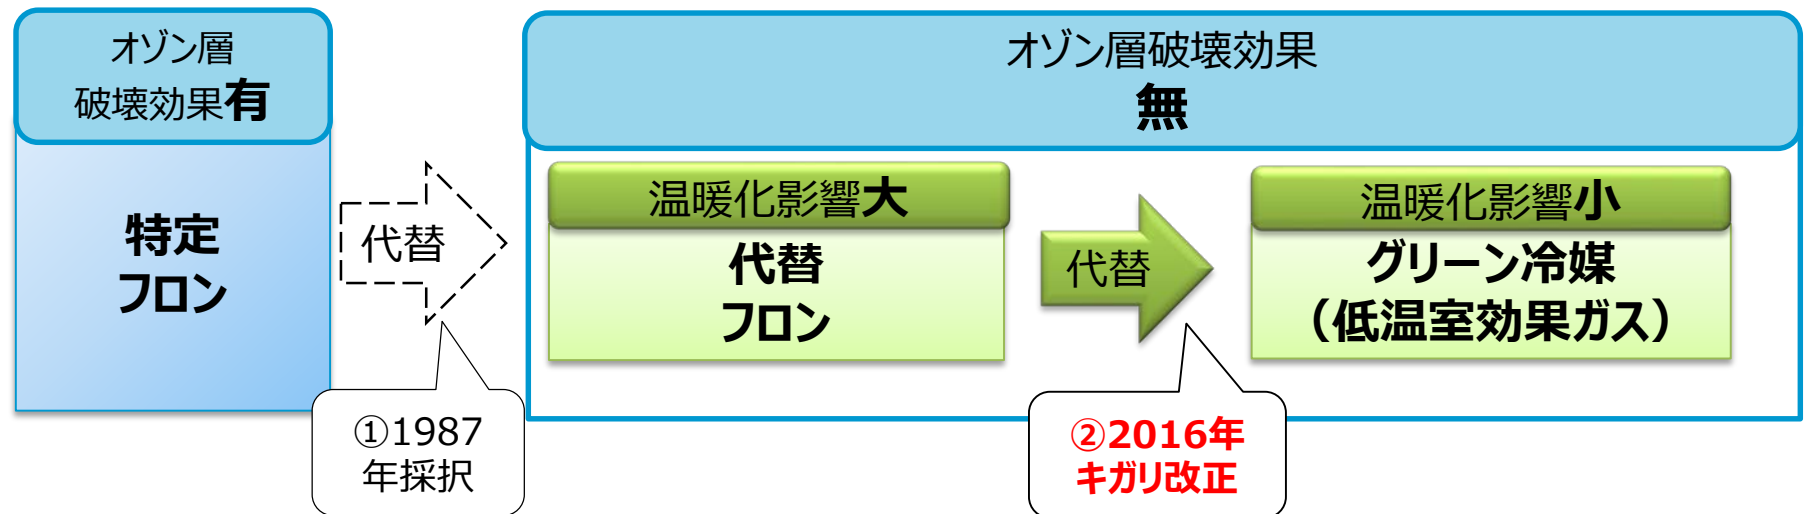 オゾン層
破壊効果有
特定
フロン
代替
①1987
年採択
オゾン層破壊効果
無
温暖化影響大
代替
フロン
代替
②2016年
キガリ改正
温暖化影響小
グリーン冷媒
（低温室効果ガス）